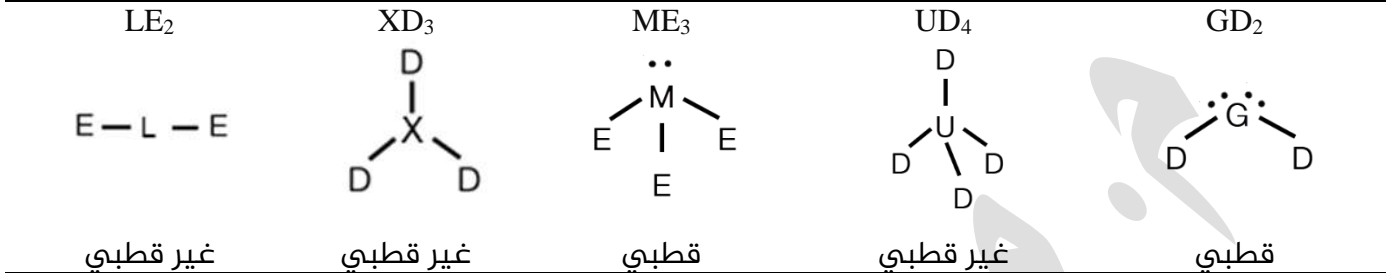 LE₂ XD₃ ME₃ UD₄ GD₂
E—L—E
D
X
D D
••
M
E E
E
D
U
D D
D
•• ••
G
D D
غير قطبي غير قطبي قطبي غير قطبي قطبي